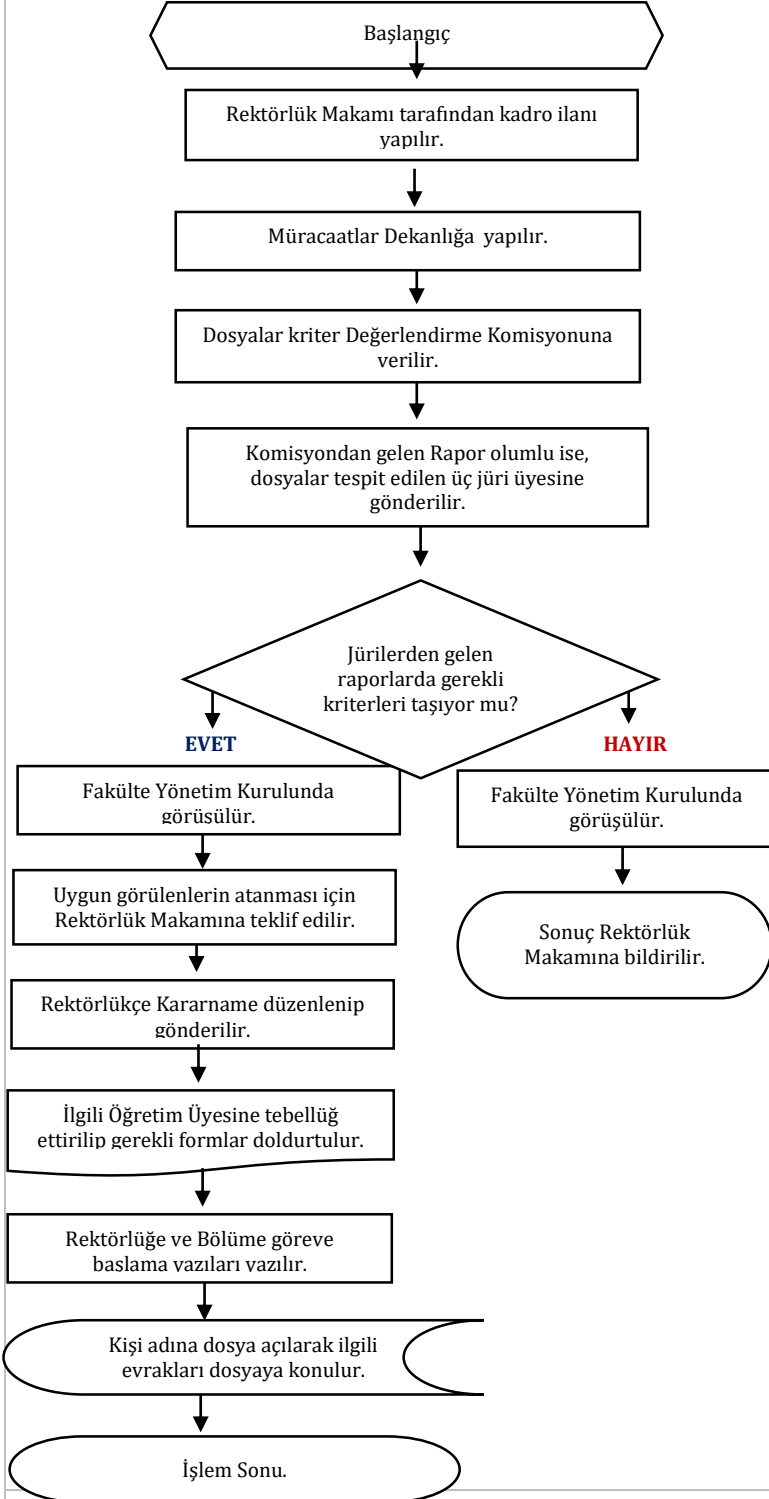 Başlangıç
Rektörlük Makamı tarafından kadro ilanı
yapılır.
Müracaatlar Dekanlığa yapılır.
Dosyalar kriter Değerlendirme Komisyonuna
verilir.
Komisyondan gelen Rapor olumlu ise,
dosyalar tespit edilen üç jüri üyesine
gönderilir.
Jürilerden gelen
raporlarda gerekli
kriterleri taşıyor mu?
EVET
HAYIR
Fakülte Yönetim Kurulunda
görüşülür.
Fakülte Yönetim Kurulunda
görüşülür.
Uygun görülenlerin atanması için
Rektörlük Makamına teklif edilir.
Sonuç Rektörlük
Makamına bildirilir.
Rektörlükçe Kararname düzenlenip
gönderilir.
İlgili Öğretim Üyesine tebellüğ
ettirilip gerekli formlar doldurtulur.
Rektörlüğe ve Bölüme göreve
başlama yazıları yazılır.
Kişi adına dosya açılarak ilgili
evrakları dosyaya konulur.
İşlem Sonu.